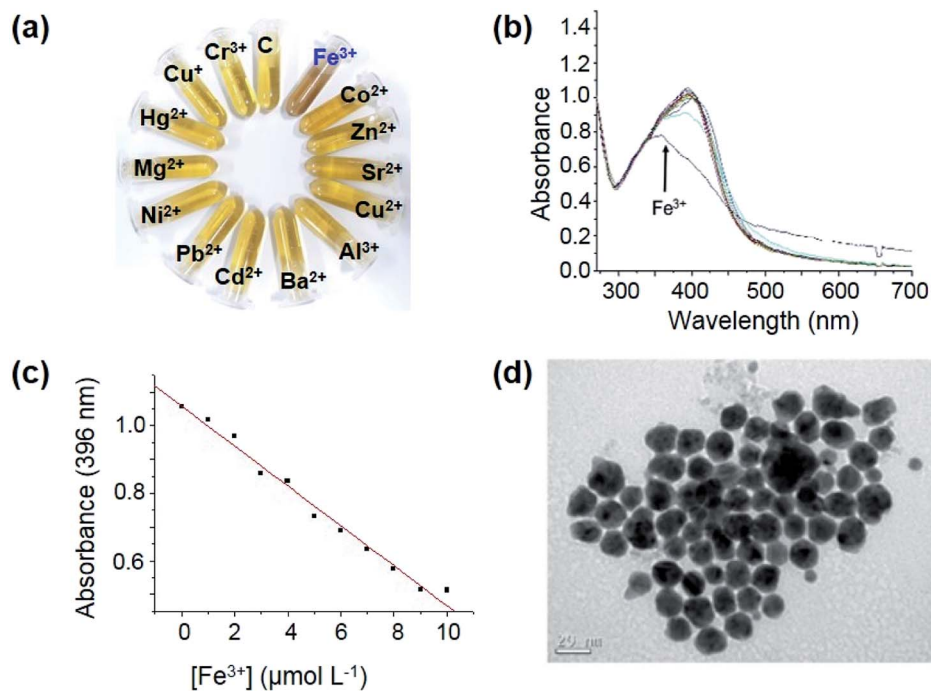 (a)
C
Fe³⁺
Co²⁺
Zn²⁺
Sr²⁺
Cu²⁺
Al³⁺
Ba²⁺
Cd²⁺
Pb²⁺
Ni²⁺
Mg²⁺
Hg²⁺
Cu⁺
Cr³⁺
(b)
Absorbance
1.4
1.2
1.0
0.8
0.6
0.4
0.2
0.0
Fe³⁺
300 400 500 600 700
Wavelength (nm)
(c)
Absorbance (396 nm)
1.0
0.8
0.6
0 2 4 6 8 10
[Fe³⁺] (µmol L⁻¹)
(d)
20 nm